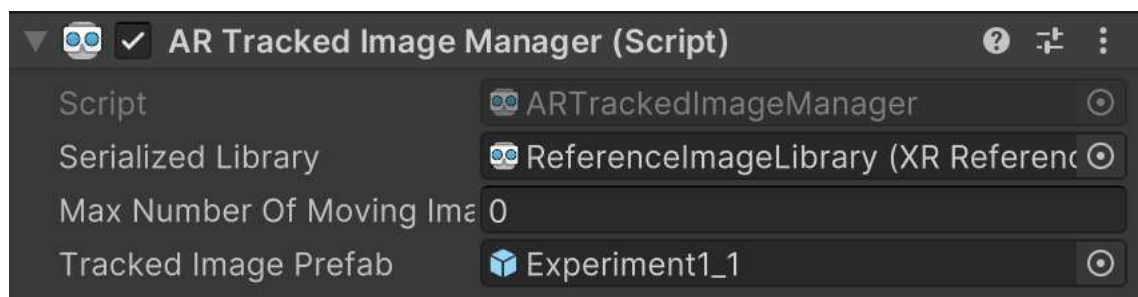 AR Tracked Image Manager (Script)
Script ARTrackedImageManager
Serialized Library ReferenceImageLibrary (XR Referenc
Max Number Of Moving Ima 0
Tracked Image Prefab Experiment1_1